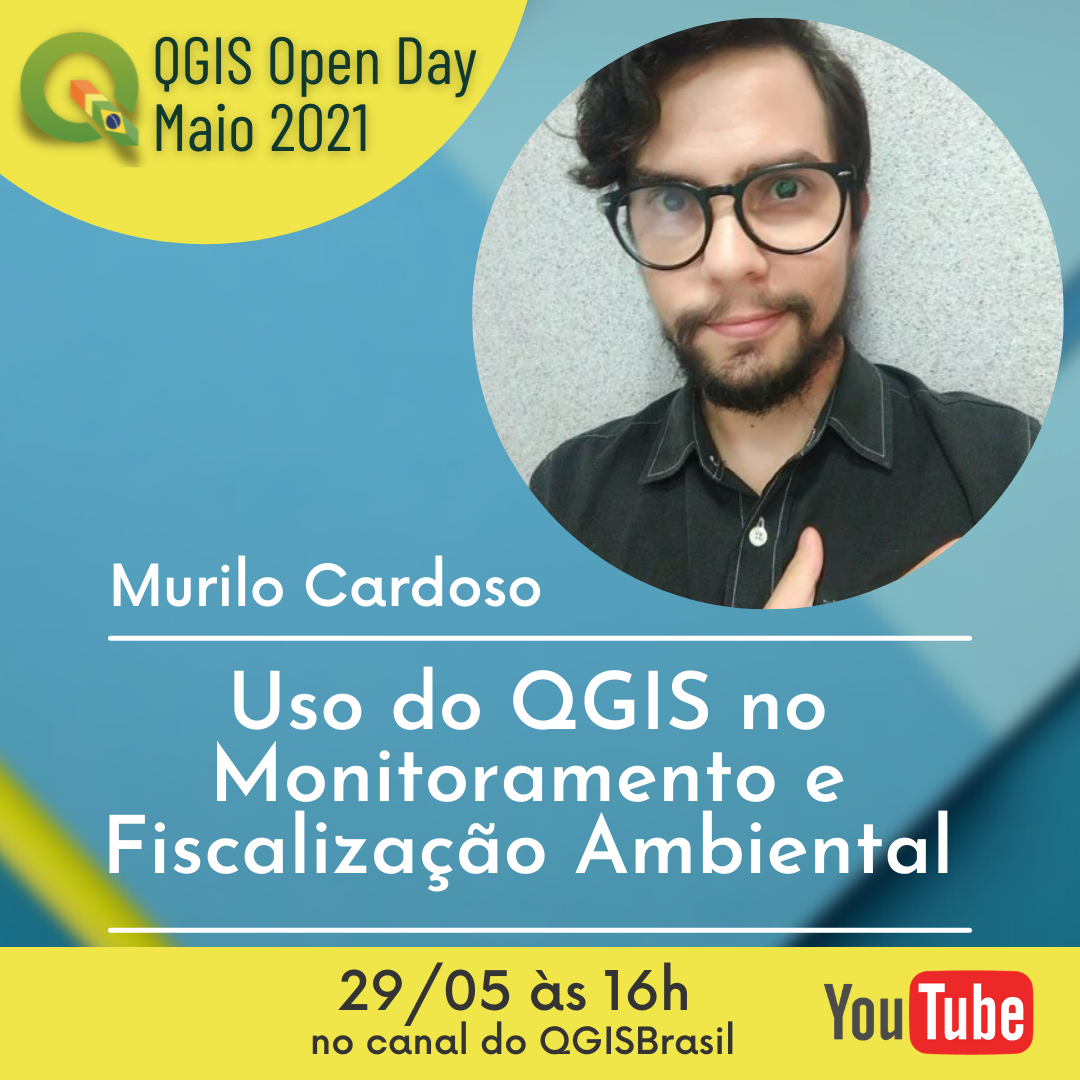 QGIS Open Day
Maio 2021
Murilo Cardoso
Uso do QGIS no
Monitoramento e
Fiscalização Ambiental
29/05 às 16h
no canal do QGISBrasil
YouTube